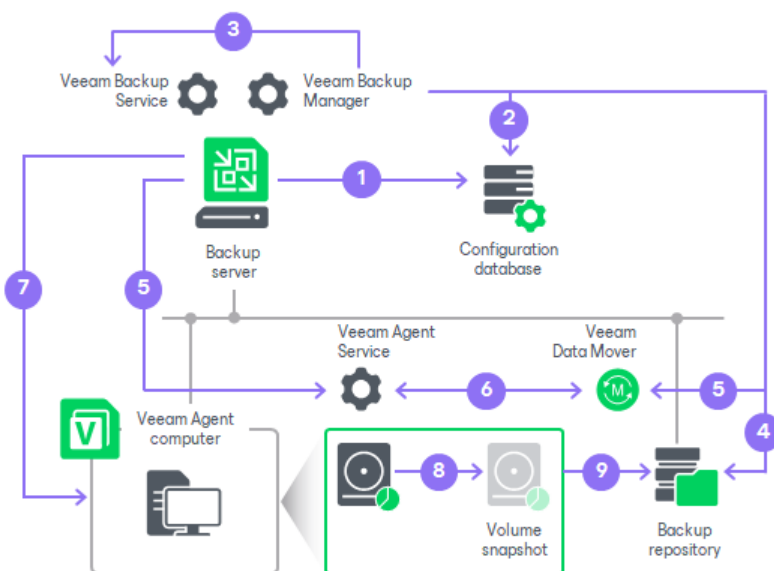 3
Veeam Backup
Service
Veeam Backup
Manager
2
1
Backup
server
Configuration
database
7
5
Veeam Agent
Service
Veeam
Data Mover
6
5
4
V
Veeam Agent
computer
M
8
9
Volume
snapshot
Backup
repository